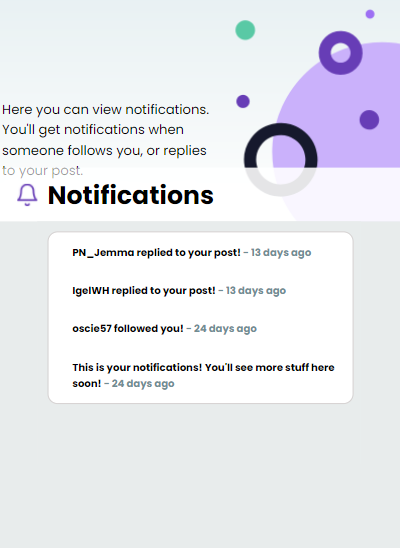 Here you can view notifications.
You'll get notifications when
someone follows you, or replies
to your post.
Notifications
PN_Jemma replied to your post! - 13 days ago
IgelWH replied to your post! - 13 days ago
oscie57 followed you! - 24 days ago
This is your notifications! You'll see more stuff here
soon! - 24 days ago